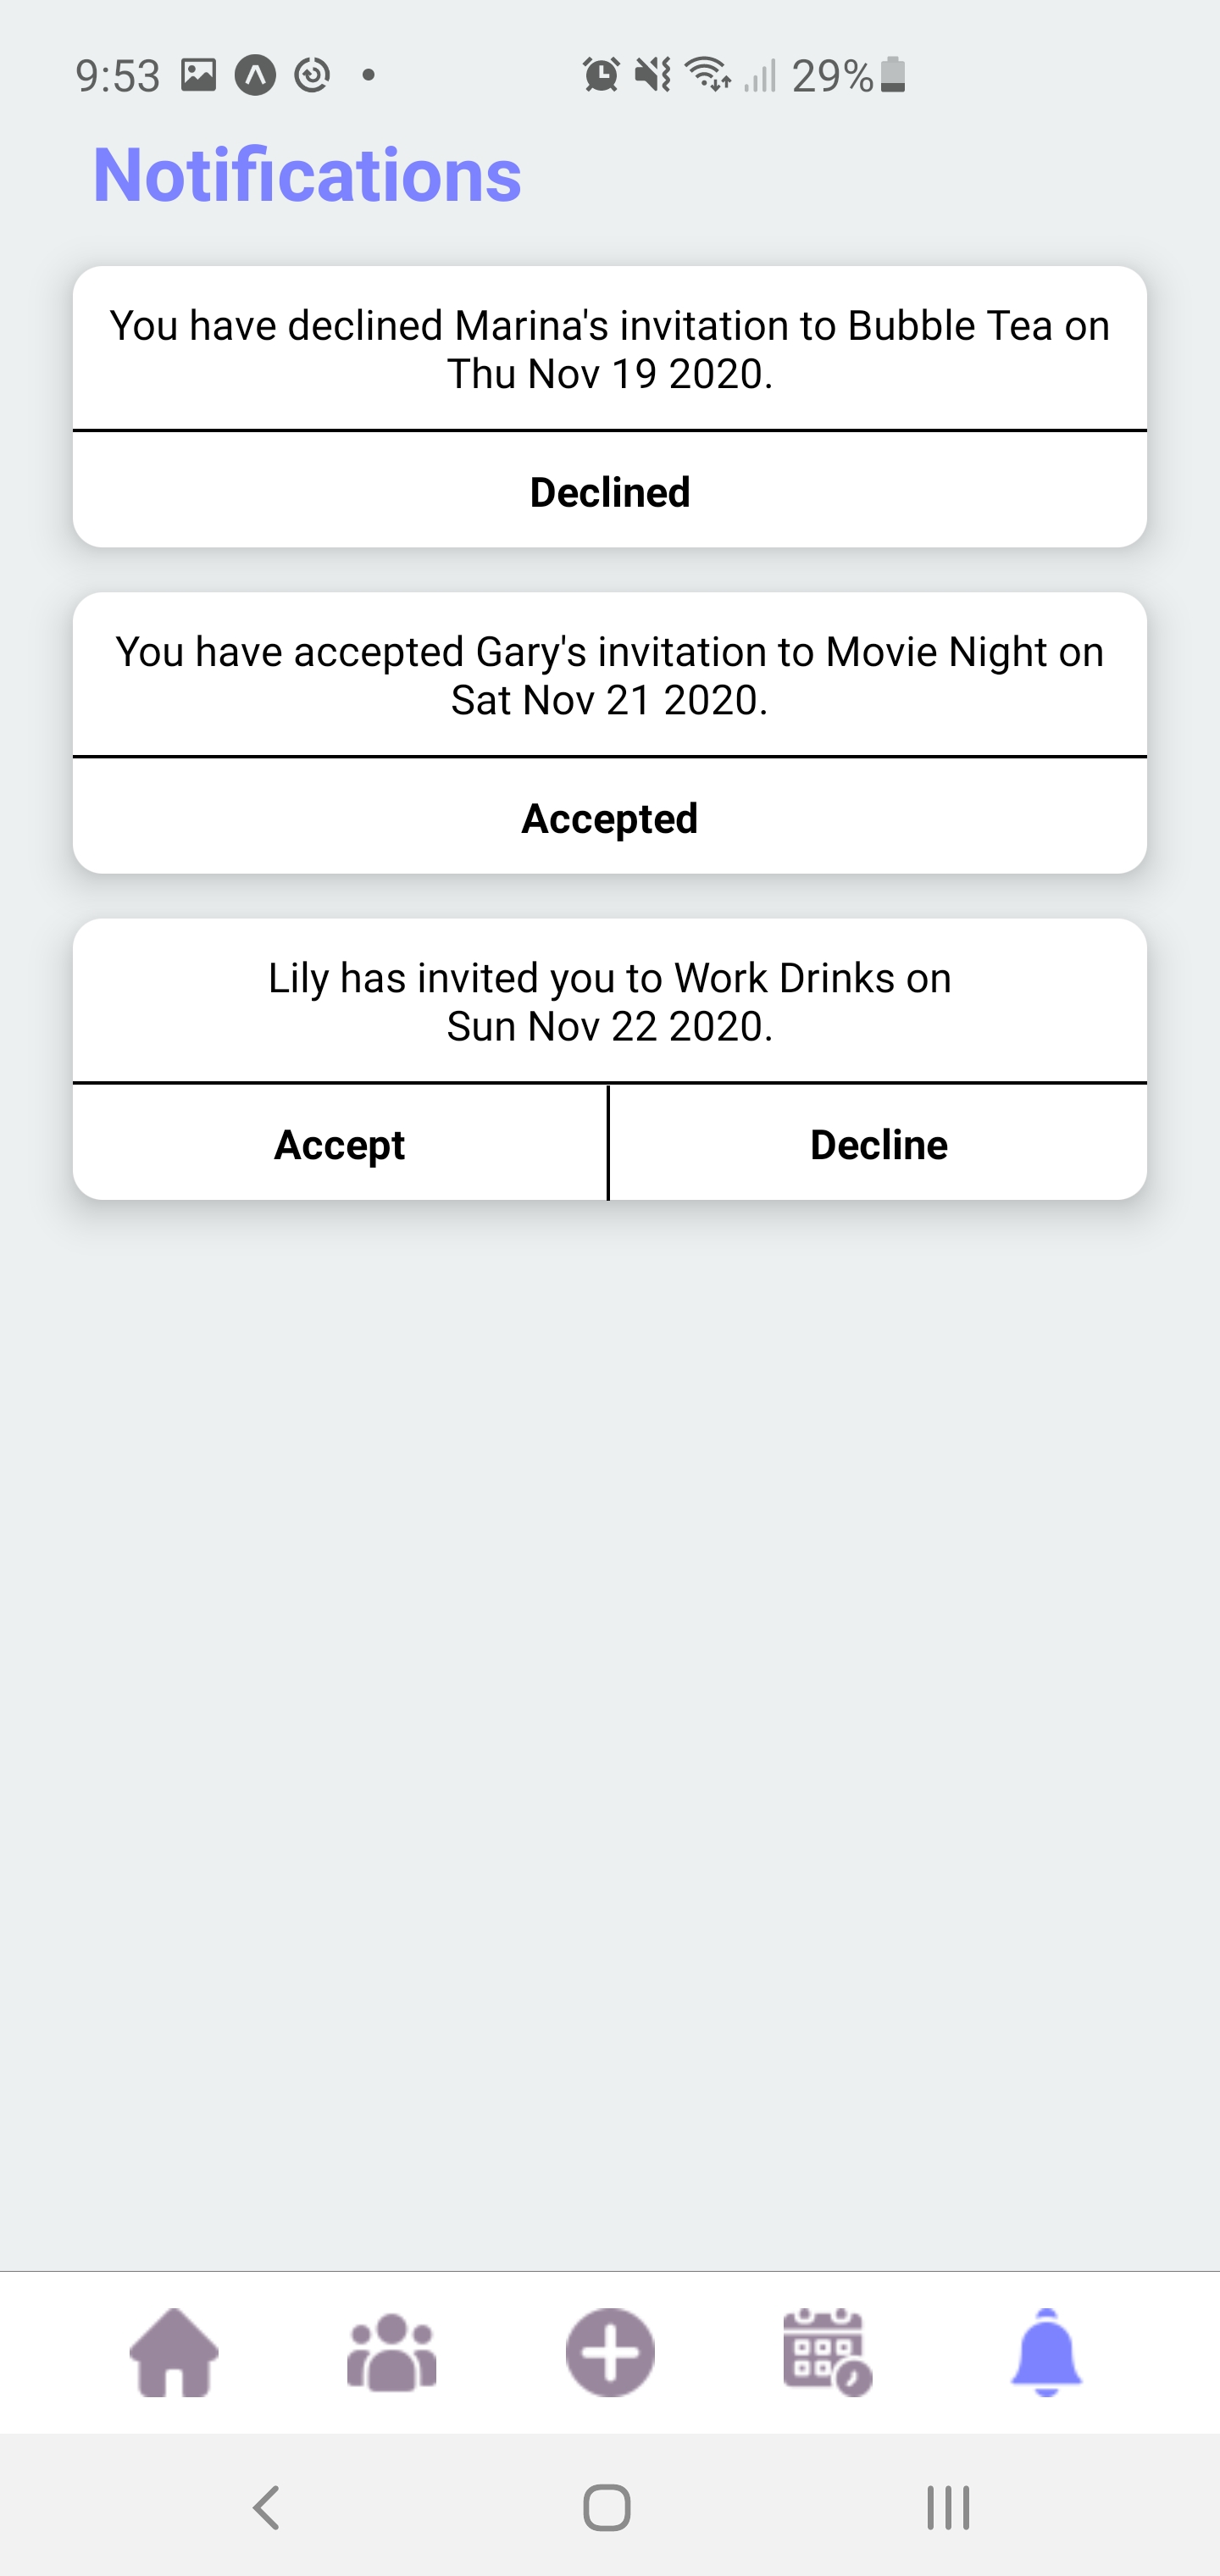 9:53 29%
Notifications
You have declined Marina's invitation to Bubble Tea on
Thu Nov 19 2020.
Declined
You have accepted Gary's invitation to Movie Night on
Sat Nov 21 2020.
Accepted
Lily has invited you to Work Drinks on
Sun Nov 22 2020.
Accept Decline